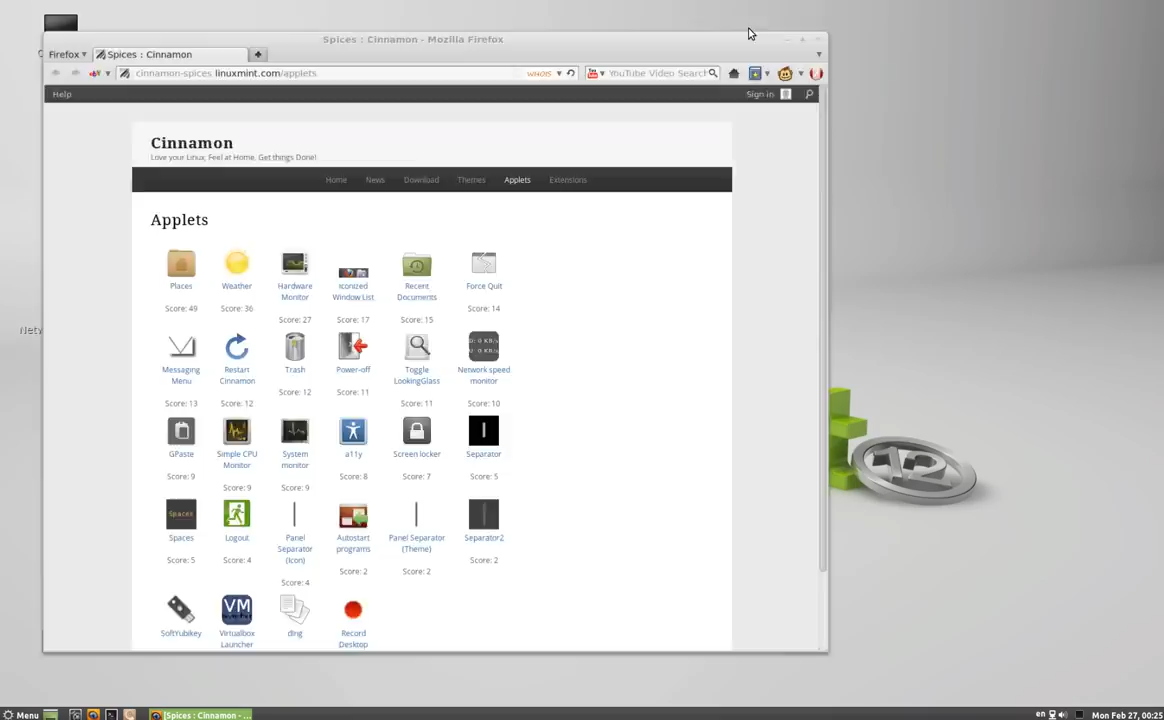 Spices : Cinnamon - Mozilla Firefox
Firefox
Spices : Cinnamon
cinnamon-spices.linuxmint.com/applets
WHOIS
YouTube Video Search
Help
Sign in
Cinnamon
Love your Linux, Feel at Home, Get things Done!
Home News Download Themes Applets Extensions
Applets
Places Weather Hardware Monitor Iconized Window List Recent Documents Force Quit
Score: 49 Score: 36 Score: 27 Score: 17 Score: 15 Score: 14
Messaging Menu Restart Cinnamon Trash Power-off Toggle LookingGlass Network speed monitor
Score: 13 Score: 12 Score: 12 Score: 11 Score: 11 Score: 10
GPaste Simple CPU Monitor System monitor a11y Screen locker Separator
Score: 9 Score: 9 Score: 9 Score: 8 Score: 7 Score: 5
Spaces
Spaces Logout Panel Separator (Icon) Autostart programs Panel Separator (Theme) Separator2
Score: 5 Score: 4 Score: 4 Score: 2 Score: 2 Score: 2
VM
SoftYubikey Virtualbox Launcher ding Record Desktop
Netw
12
Menu
[Spices : Cinnamon - ...
en
Mon Feb 27, 00:25